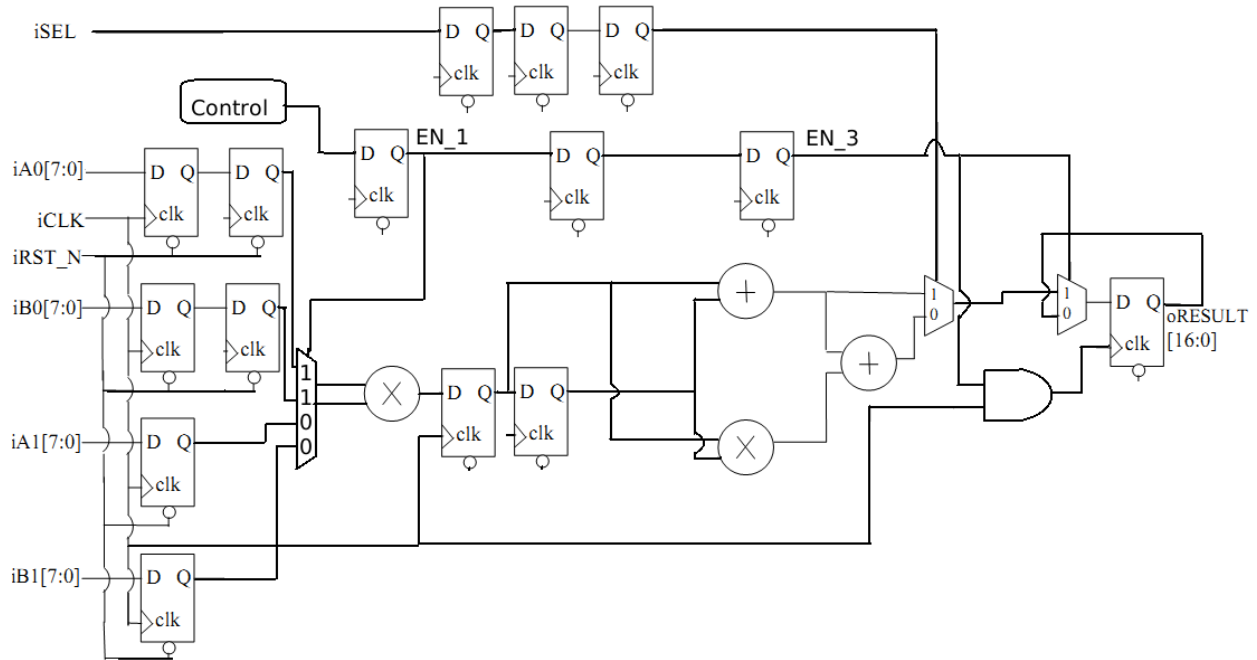 iSEL
D Q
clk
D Q
clk
D Q
clk
Control
D Q
clk
EN_1
D Q
clk
D Q
clk
EN_3
iA0[7:0]
D Q
clk
D Q
clk
iCLK
iRST_N
iB0[7:0]
D Q
clk
D Q
clk
1
1
0
0
X
D Q
clk
D Q
clk
+
+
X
1
0
1
0
D Q
clk
oRESULT
[16:0]
iA1[7:0]
D Q
clk
iB1[7:0]
D Q
clk